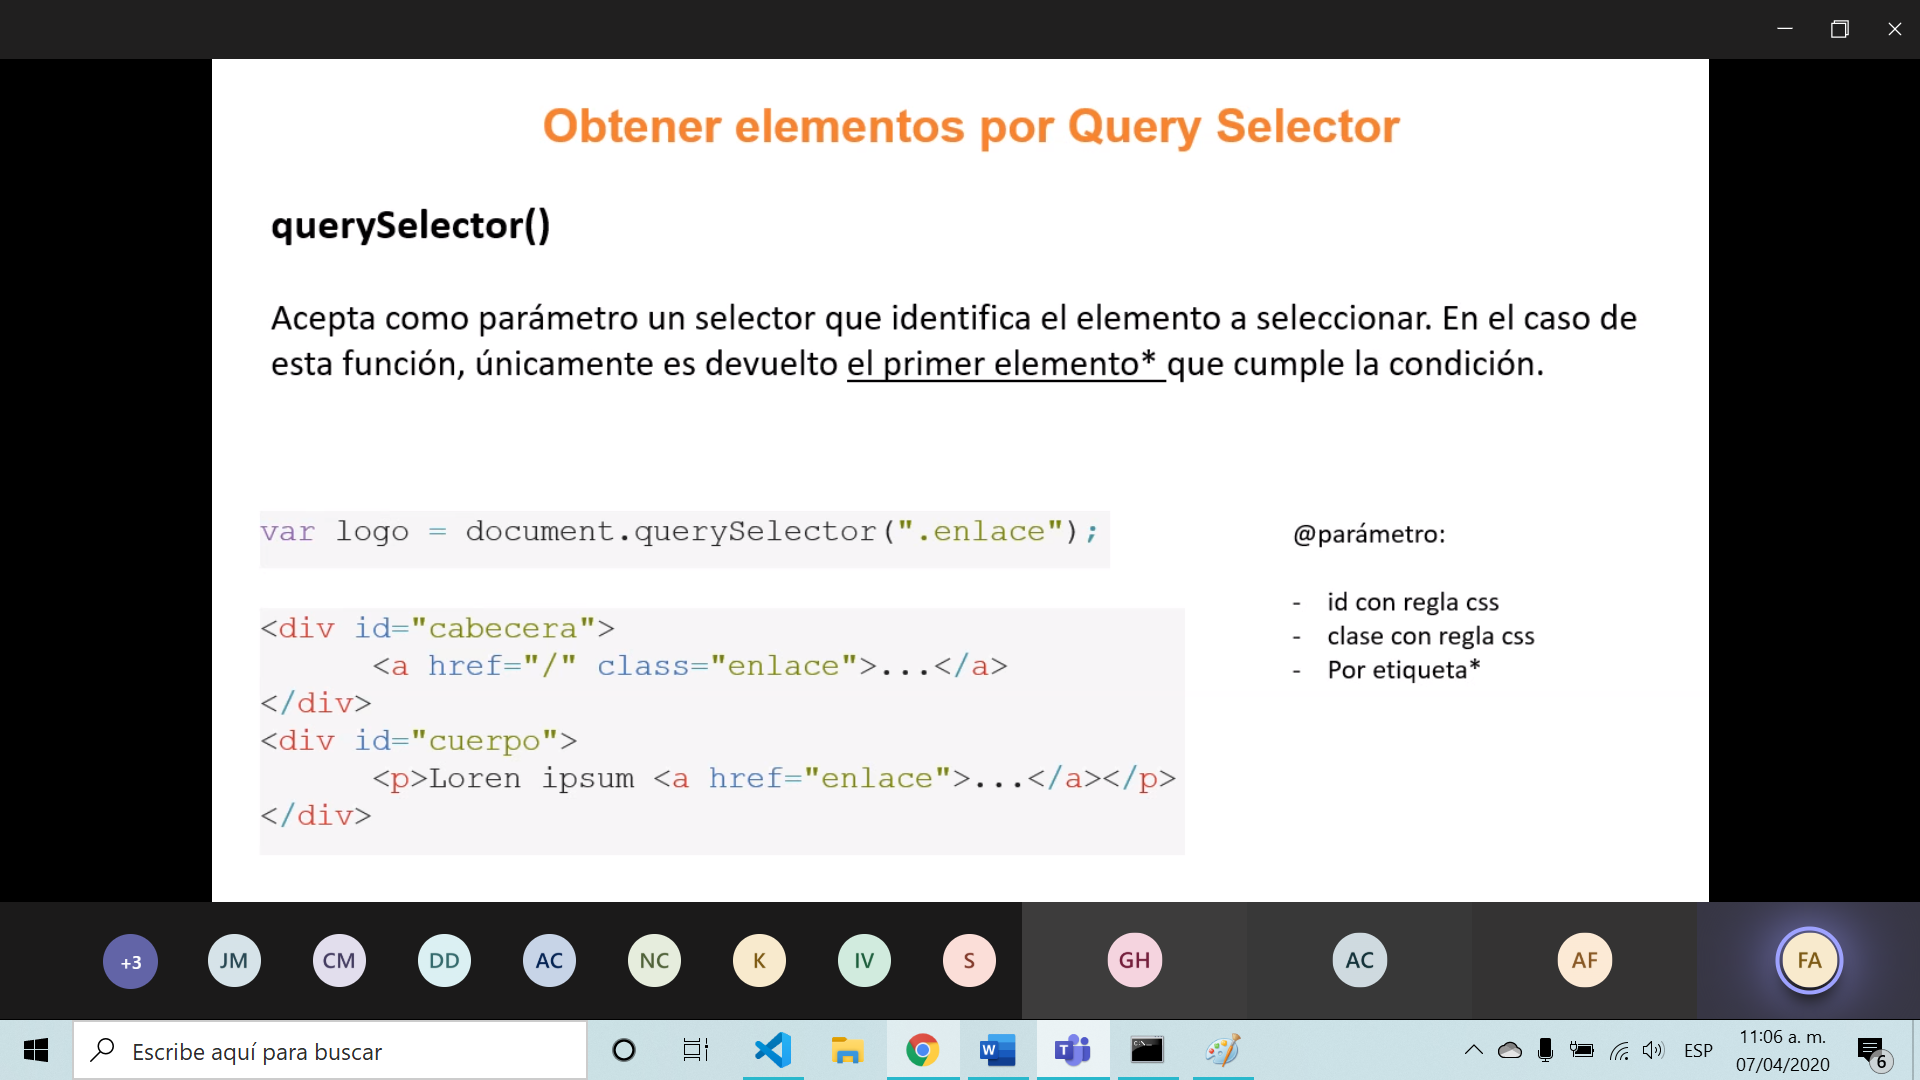 Obtener elementos por Query Selector
querySelector()
Acepta como parámetro un selector que identifica el elemento a seleccionar. En el caso de
esta función, únicamente es devuelto el primer elemento* que cumple la condición.
var logo = document.querySelector(".enlace");
<div id="cabecera">
<a href="/" class="enlace">...</a>
</div>
<div id="cuerpo">
<p>Loren ipsum <a href="enlace">...</a></p>
</div>
@parámetro:
- id con regla css
- clase con regla css
- Por etiqueta*
+3 JM CM DD AC NC K IV S GH AC AF FA
Escribe aquí para buscar
ESP
11:06 a. m.
07/04/2020
6